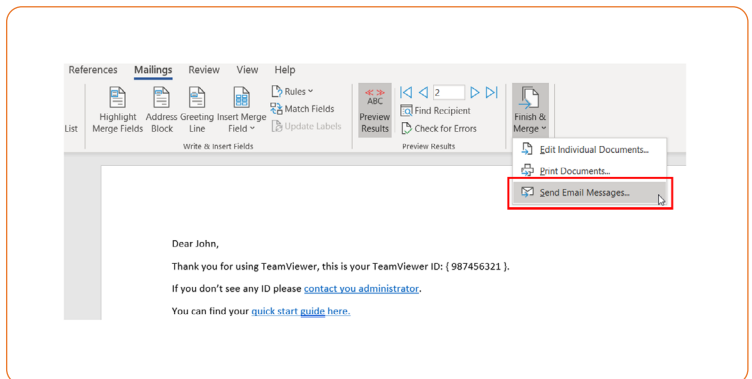 References Mailings Review View Help
Rules
Match Fields
Update Labels
List
Highlight Merge Fields
Address Block
Greeting Line
Insert Merge Field
Write & Insert Fields
ABC
Preview Results
2
Find Recipient
Check for Errors
Preview Results
Finish & Merge
Edit Individual Documents...
Print Documents...
Send Email Messages...
Dear John,
Thank you for using TeamViewer, this is your TeamViewer ID: { 987456321 }.
If you don't see any ID please contact you administrator.
You can find your quick start guide here.